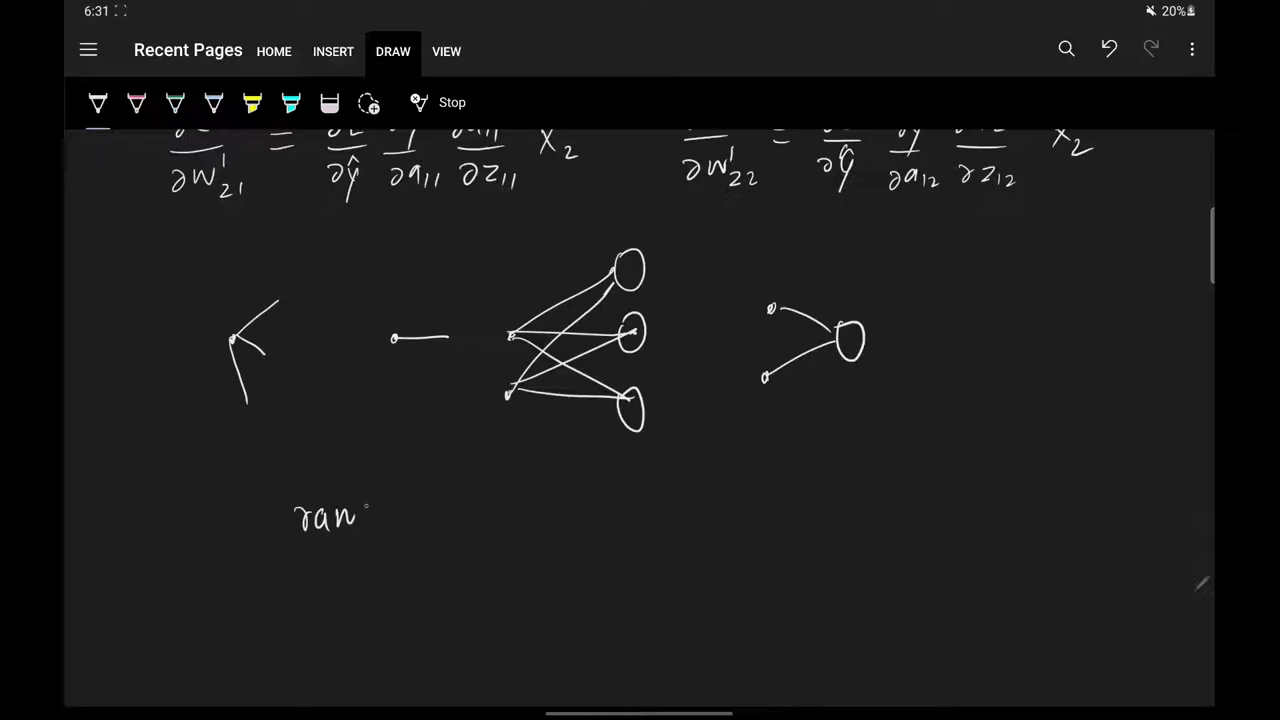 6:31 20%
Recent Pages HOME INSERT DRAW VIEW
Stop
∂W¹₂₁ = ∂ŷ ∂a₁₁ ∂z₁₁ X₂ ∂W¹₂₂ = ∂ŷ ∂a₁₂ ∂z₁₂ X₂
ran